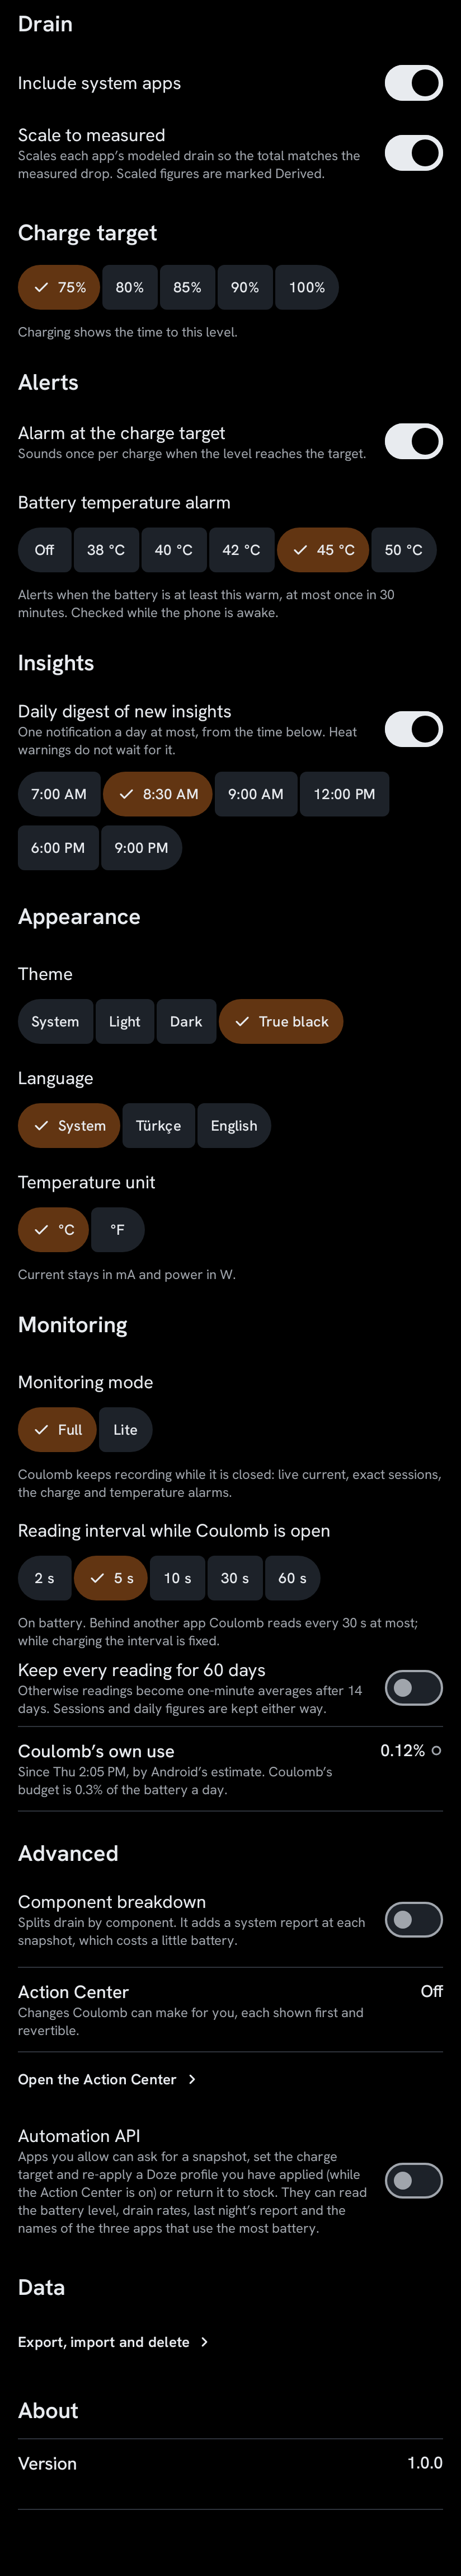 Drain
Include system apps
Scale to measured
Scales each app’s modeled drain so the total matches the
measured drop. Scaled figures are marked Derived.
Charge target
75% 80% 85% 90% 100%
Charging shows the time to this level.
Alerts
Alarm at the charge target
Sounds once per charge when the level reaches the target.
Battery temperature alarm
Off 38 °C 40 °C 42 °C 45 °C 50 °C
Alerts when the battery is at least this warm, at most once in 30
minutes. Checked while the phone is awake.
Insights
Daily digest of new insights
One notification a day at most, from the time below. Heat
warnings do not wait for it.
7:00 AM 8:30 AM 9:00 AM 12:00 PM
6:00 PM 9:00 PM
Appearance
Theme
System Light Dark True black
Language
System Türkçe English
Temperature unit
°C °F
Current stays in mA and power in W.
Monitoring
Monitoring mode
Full Lite
Coulomb keeps recording while it is closed: live current, exact sessions,
the charge and temperature alarms.
Reading interval while Coulomb is open
2 s 5 s 10 s 30 s 60 s
On battery. Behind another app Coulomb reads every 30 s at most;
while charging the interval is fixed.
Keep every reading for 60 days
Otherwise readings become one-minute averages after 14
days. Sessions and daily figures are kept either way.
Coulomb’s own use 0.12%
Since Thu 2:05 PM, by Android’s estimate. Coulomb’s
budget is 0.3% of the battery a day.
Advanced
Component breakdown
Splits drain by component. It adds a system report at each
snapshot, which costs a little battery.
Action Center Off
Changes Coulomb can make for you, each shown first and
revertible.
Open the Action Center
Automation API
Apps you allow can ask for a snapshot, set the charge
target and re-apply a Doze profile you have applied (while
the Action Center is on) or return it to stock. They can read
the battery level, drain rates, last night’s report and the
names of the three apps that use the most battery.
Data
Export, import and delete
About
Version 1.0.0